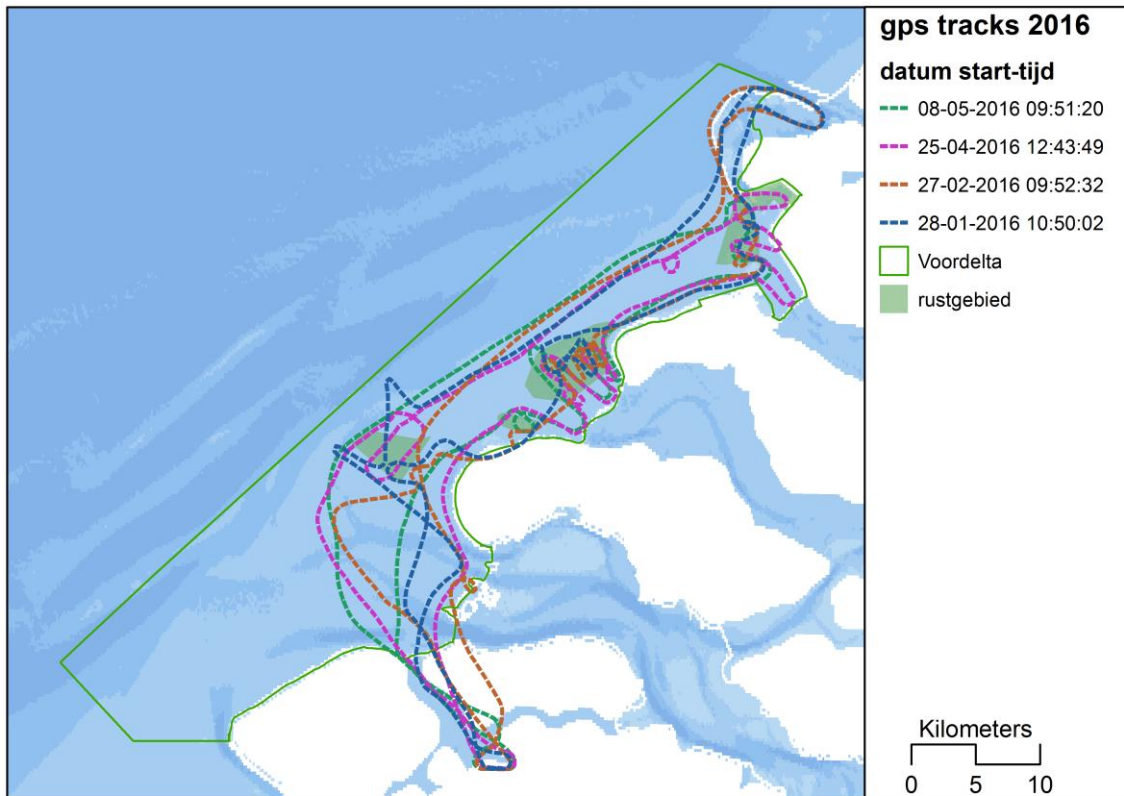 gps tracks 2016
datum start-tijd
08-05-2016 09:51:20
25-04-2016 12:43:49
27-02-2016 09:52:32
28-01-2016 10:50:02
Voordelta
rustgebied
Kilometers
0 5 10